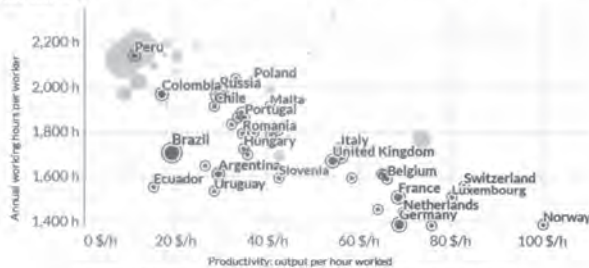 Annual working hours per worker
2,200 h
2,000 h
1,800 h
1,600 h
1,400 h
Peru
Poland
Colombia
Russia
Chile
Malta
Portugal
Romania
Brazil
Hungary
Italy
United Kingdom
Argentina
Slovenia
Belgium
Ecuador
Uruguay
Switzerland
France
Luxembourg
Netherlands
Germany
Norway
0 $/h
20 $/h
40 $/h
60 $/h
80 $/h
100 $/h
Productivity: output per hour worked